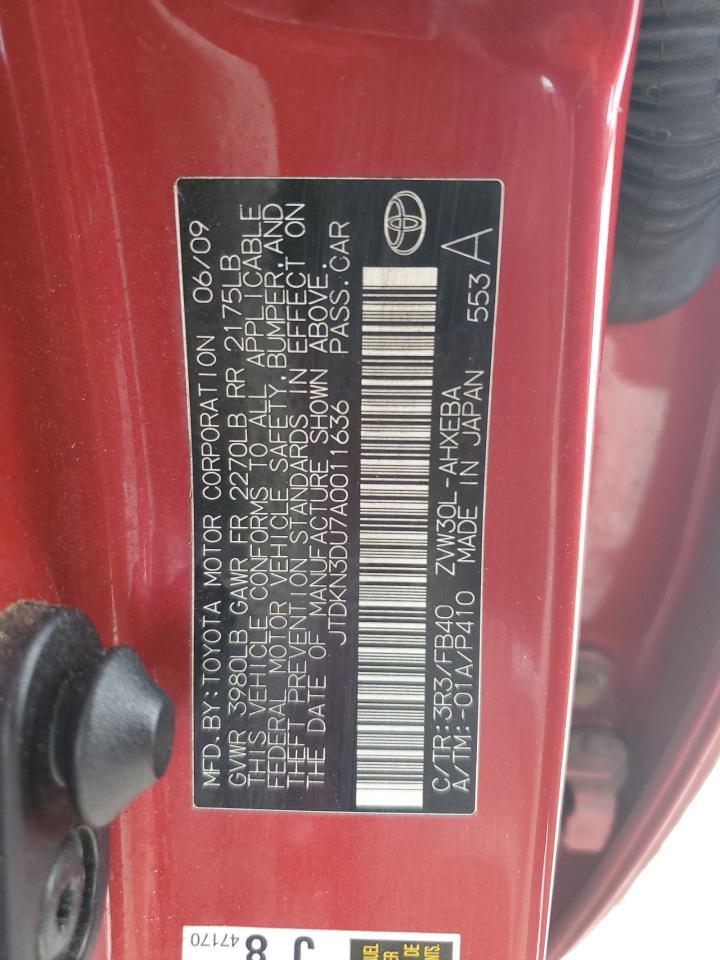 MFD.BY:TOYOTA MOTOR CORPORATION 06/09
GVWR 3980LB GAWR FR 2270LB RR 2175LB
THIS VEHICLE CONFORMS TO ALL APPLICABLE
FEDERAL MOTOR VEHICLE SAFETY,BUMPER,AND
THEFT PREVENTION STANDARDS IN EFFECT ON
THE DATE OF MANUFACTURE SHOWN ABOVE.
JTDKN3DU7A0011636 PASS.CAR
C/TR:3R3/FB40 ZVW30L-AHXEBA
A/TM:-01A/P410 MADE IN JAPAN 553 A
47170
8
J